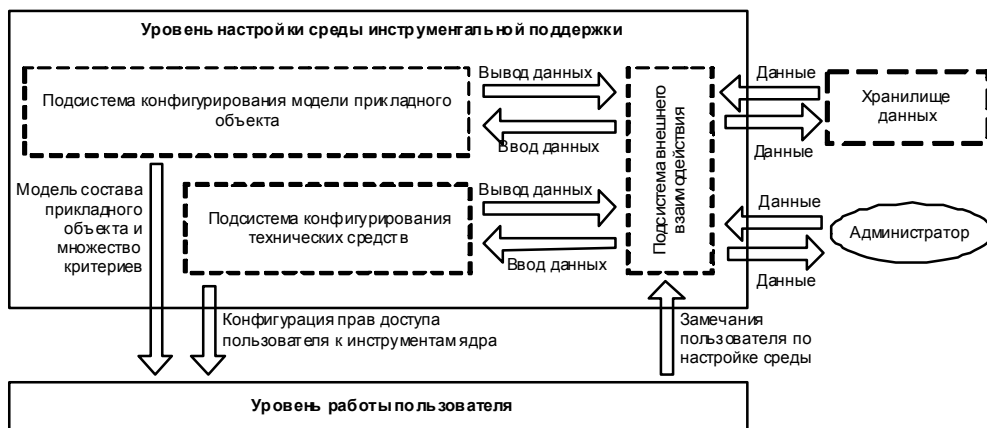 Уровень настройки среды инструментальной поддержки
Подсистема конфигурирования модели прикладного
объекта
Вывод данных
Ввод данных
Подсистема внешнего
взаимодействия
Данные
Данные
Хранилище
данных
Модель состава
прикладного
объекта и
множество
критериев
Подсистема конфигурирования
технических средств
Вывод данных
Ввод данных
Данные
Данные
Администратор
Конфигурация прав доступа
пользователя к инструментам ядра
Замечания
пользователя по
настройке среды
Уровень работы пользователя